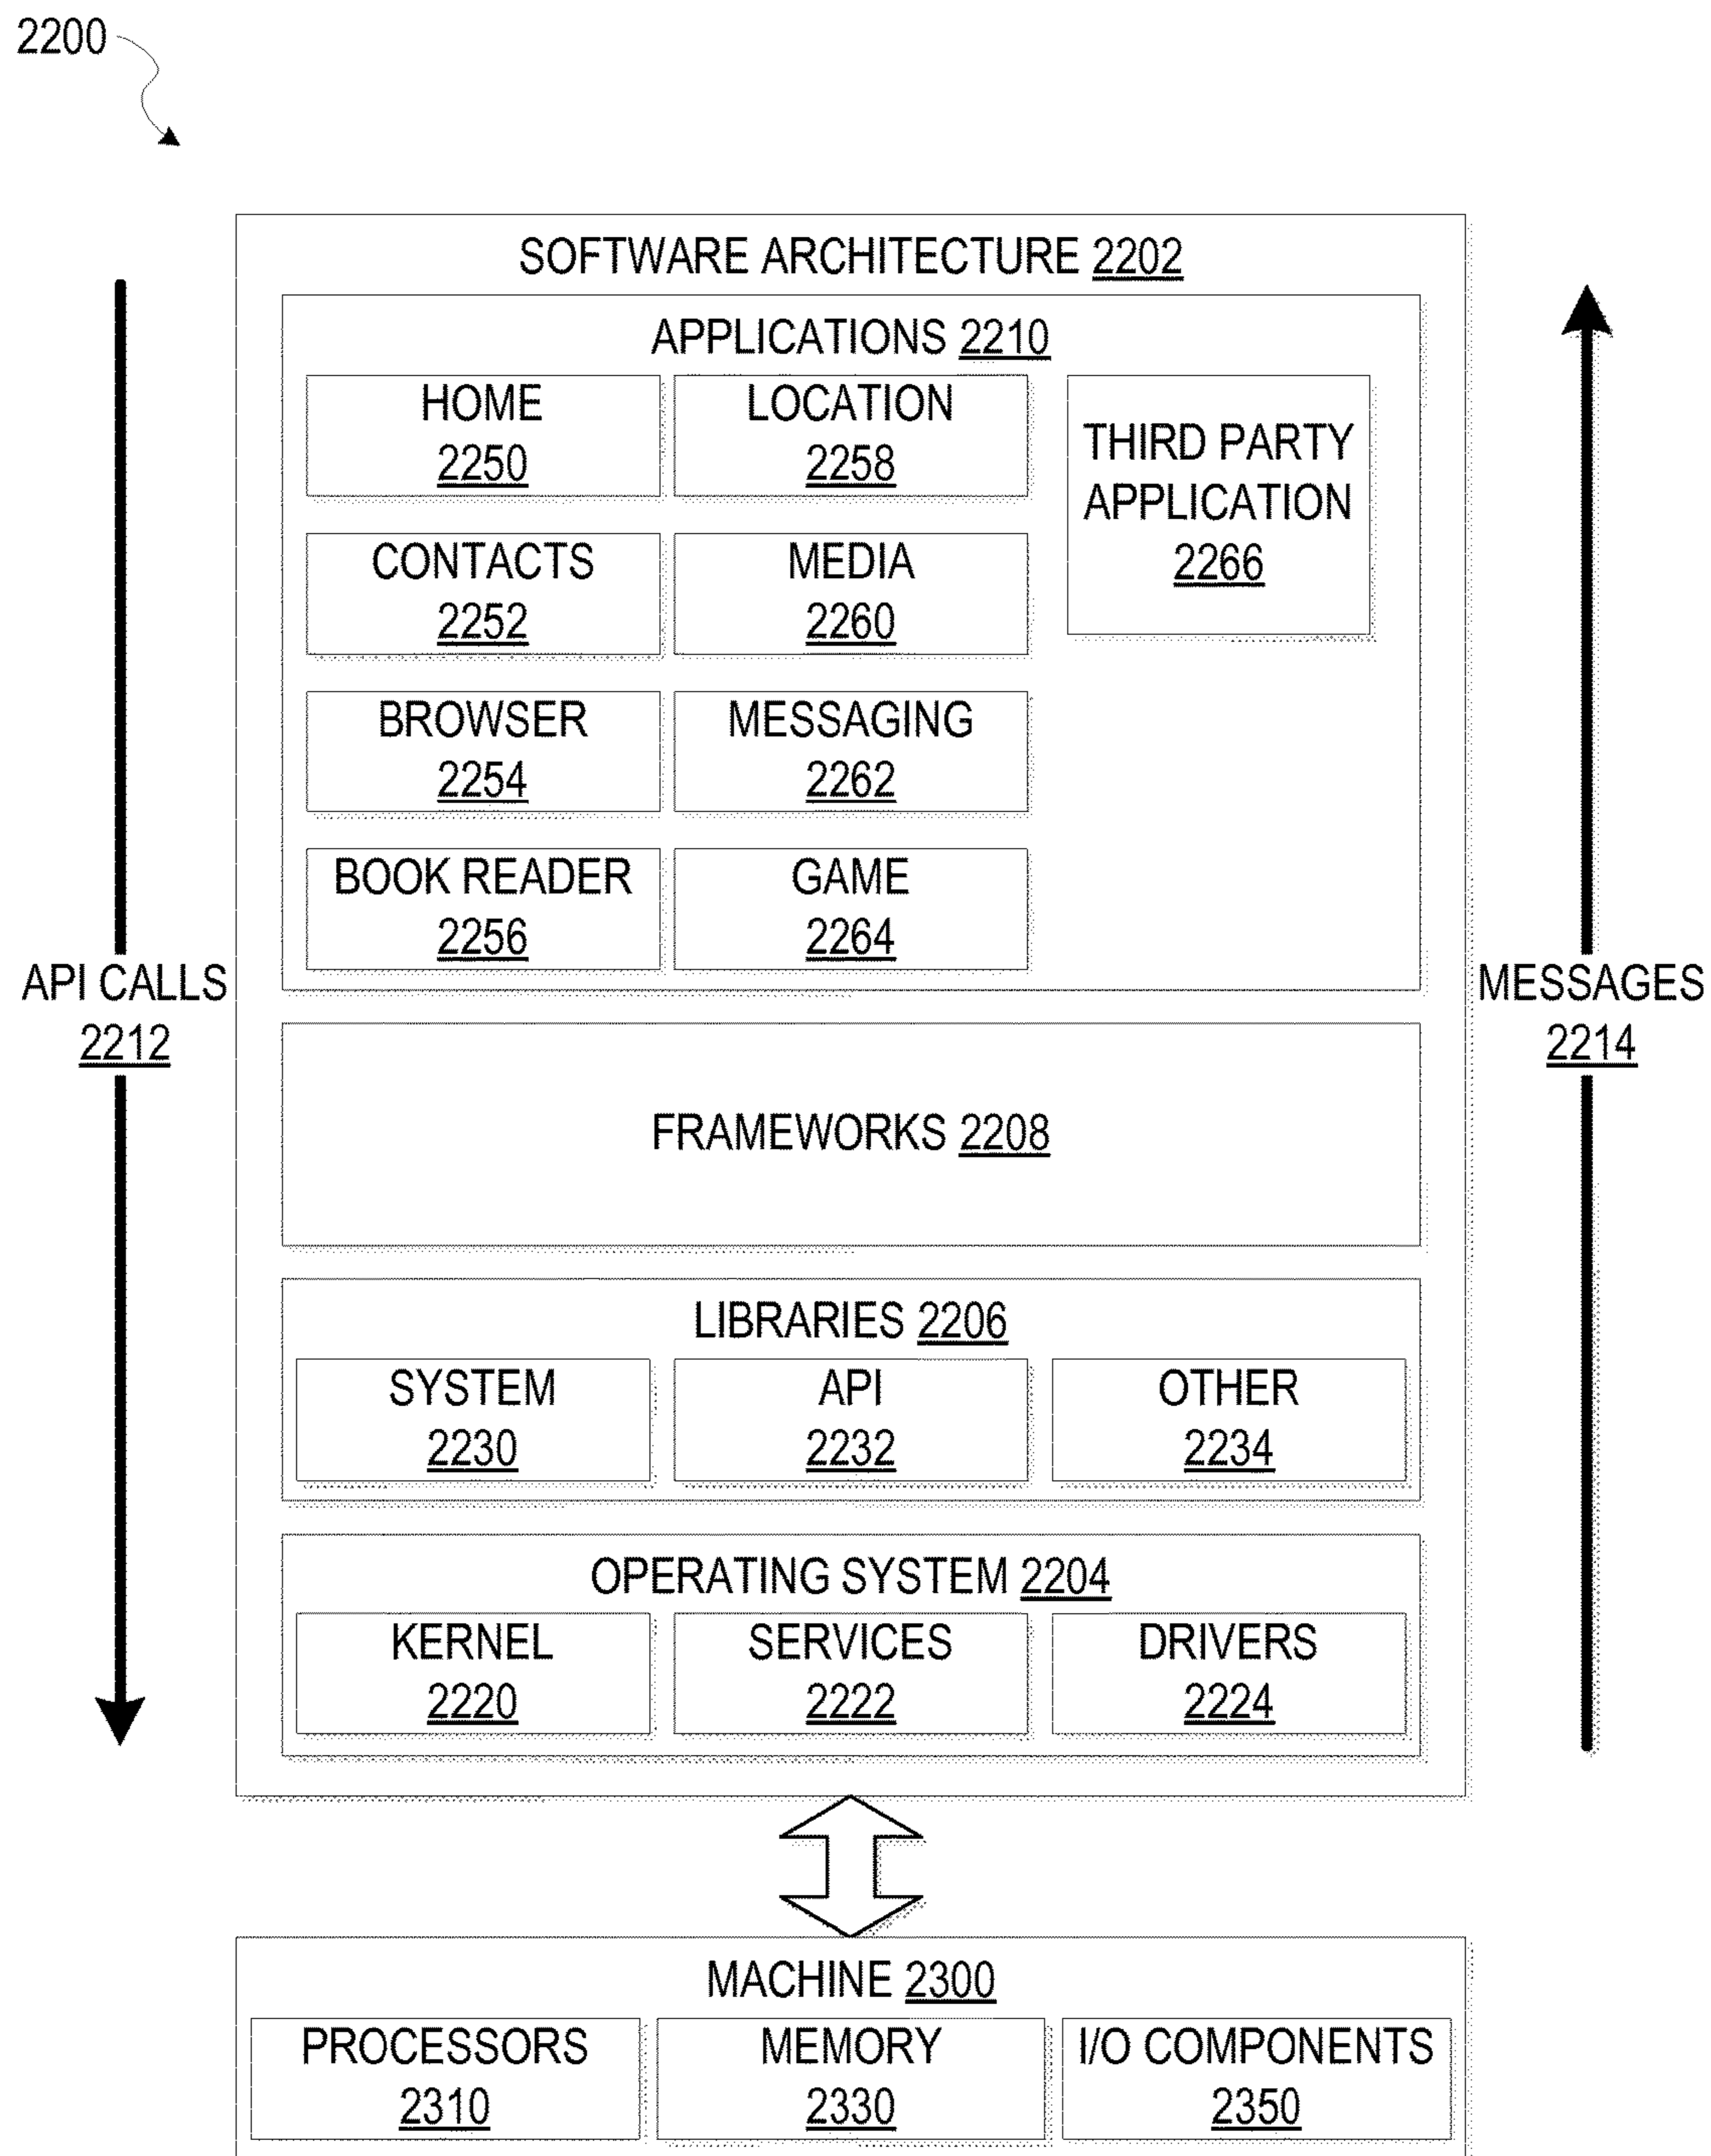 2200
SOFTWARE ARCHITECTURE 2202
APPLICATIONS 2210
HOME
2250
LOCATION
2258
THIRD PARTY
APPLICATION
2266
CONTACTS
2252
MEDIA
2260
BROWSER
2254
MESSAGING
2262
BOOK READER
2256
GAME
2264
API CALLS
2212
MESSAGES
2214
FRAMEWORKS 2208
LIBRARIES 2206
SYSTEM
2230
API
2232
OTHER
2234
OPERATING SYSTEM 2204
KERNEL
2220
SERVICES
2222
DRIVERS
2224
MACHINE 2300
PROCESSORS
2310
MEMORY
2330
I/O COMPONENTS
2350